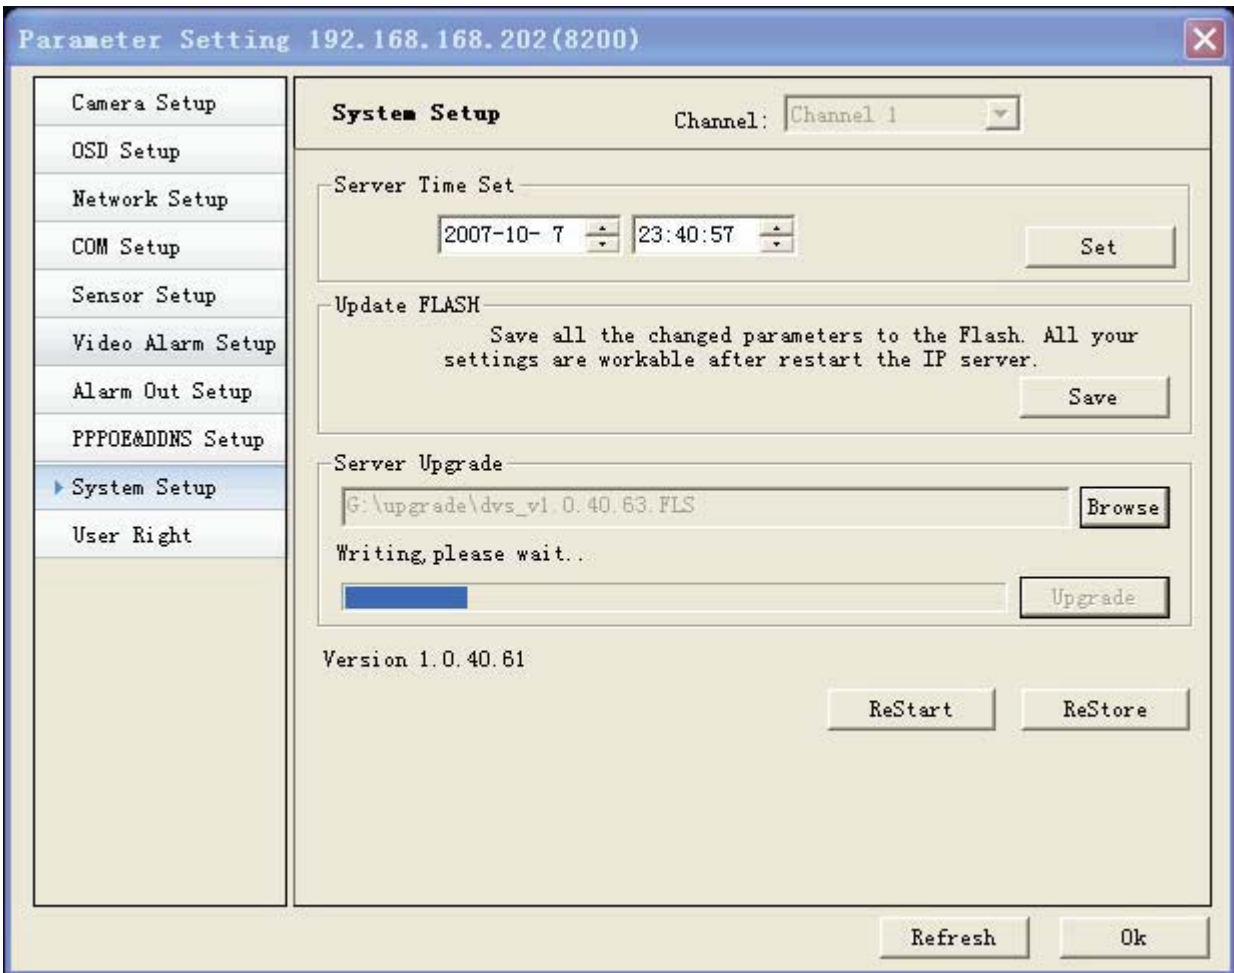 Parameter Setting 192.168.168.202(8200)
Camera Setup
OSD Setup
Network Setup
COM Setup
Sensor Setup
Video Alarm Setup
Alarm Out Setup
PPPOE&DDNS Setup
System Setup
User Right
System Setup
Channel: Channel 1
Server Time Set
2007-10- 7 23:40:57
Set
Update FLASH
Save all the changed parameters to the Flash. All your
settings are workable after restart the IP server.
Save
Server Upgrade
G:\upgrade\dvs_v1.0.40.63.FLS Browse
Writing,please wait..
Upgrade
Version 1.0.40.61
ReStart ReStore
Refresh Ok